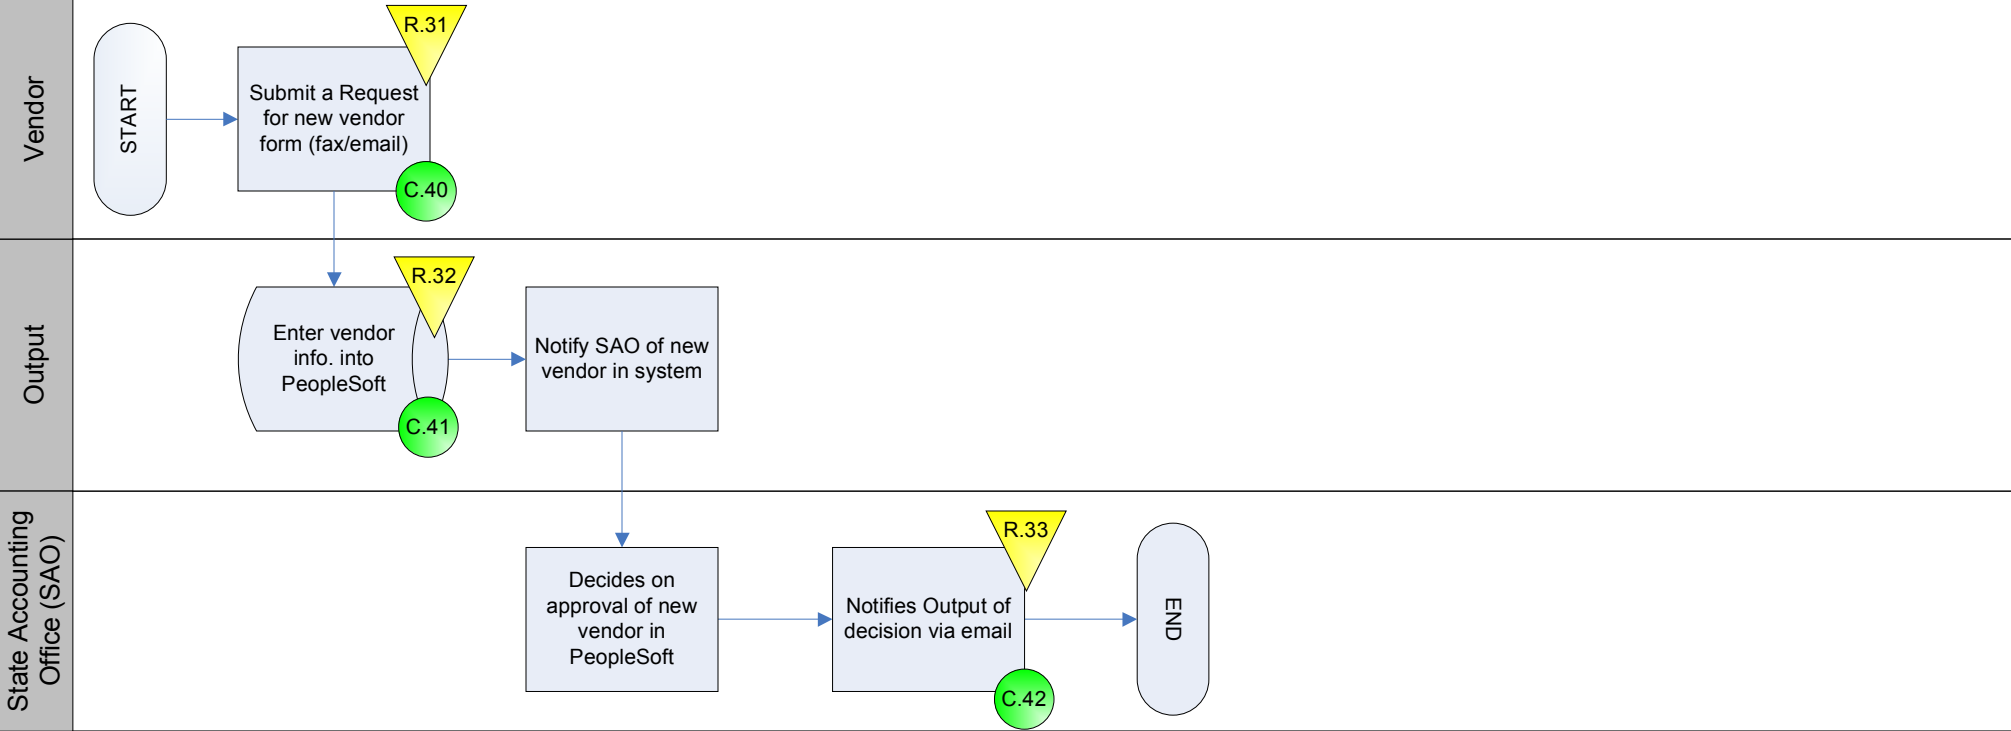 Vendor
START
R.31
Submit a Request
for new vendor
form (fax/email)
C.40
Output
R.32
Enter vendor
info. into
PeopleSoft
C.41
Notify SAO of new
vendor in system
State Accounting
Office (SAO)
Decides on
approval of new
vendor in
PeopleSoft
R.33
Notifies Output of
decision via email
C.42
END